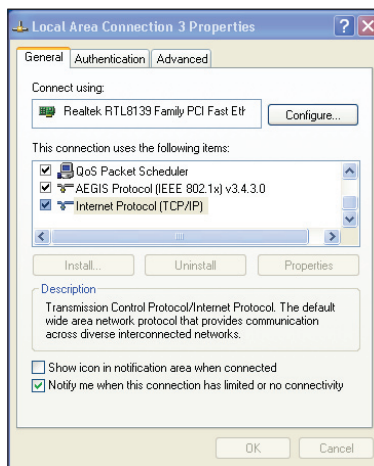 Local Area Connection 3 Properties
General Authentication Advanced
Connect using:
Realtek RTL8139 Family PCI Fast Eth
Configure...
This connection uses the following items:
QoS Packet Scheduler
AEGIS Protocol (IEEE 802.1x) v3.4.3.0
Internet Protocol (TCP/IP)
Install... Uninstall Properties
Description
Transmission Control Protocol/Internet Protocol. The default
wide area network protocol that provides communication
across diverse interconnected networks.
Show icon in notification area when connected
Notify me when this connection has limited or no connectivity
OK Cancel